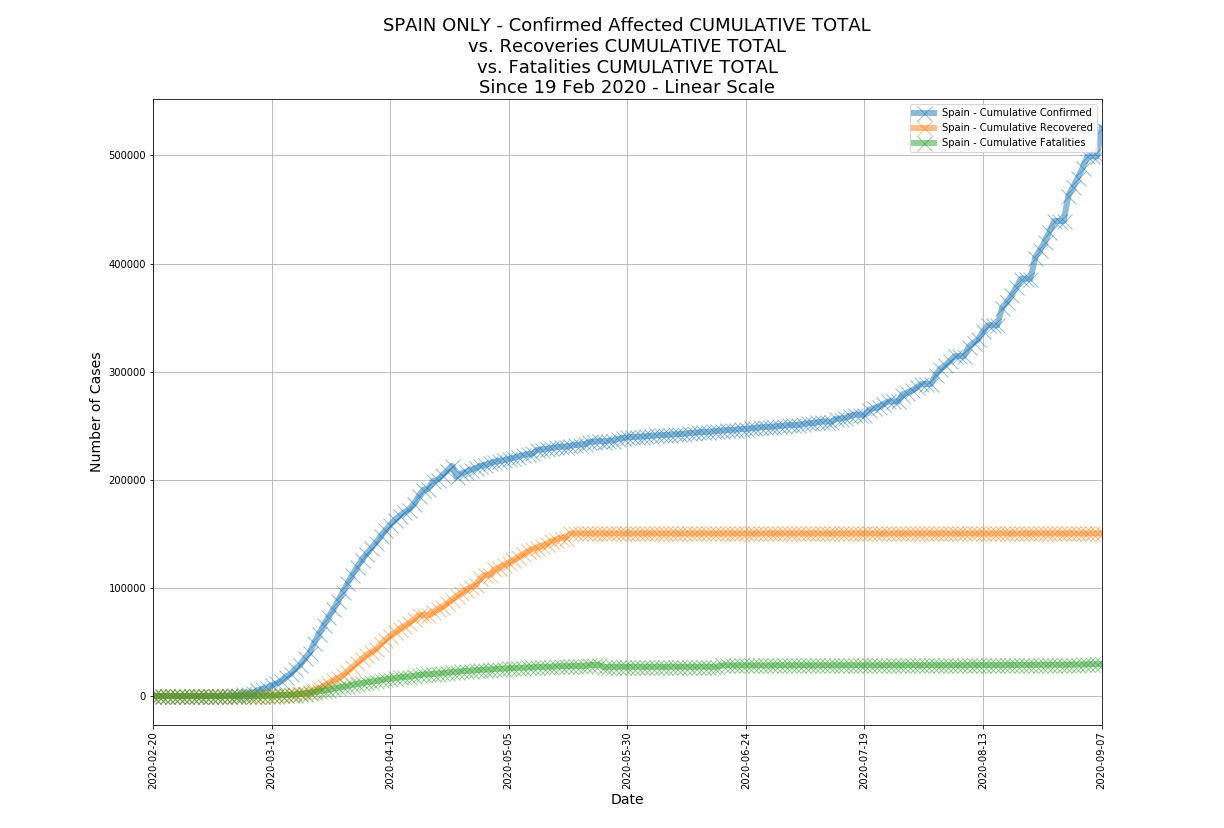 SPAIN ONLY - Confirmed Affected CUMULATIVE TOTAL
vs. Recoveries CUMULATIVE TOTAL
vs. Fatalities CUMULATIVE TOTAL
Since 19 Feb 2020 - Linear Scale
Spain - Cumulative Confirmed
Spain - Cumulative Recovered
Spain - Cumulative Fatalities
Number of Cases
500000
400000
300000
200000
100000
0
2020-02-20
2020-03-16
2020-04-10
2020-05-05
2020-05-30
2020-06-24
2020-07-19
2020-08-13
2020-09-07
Date